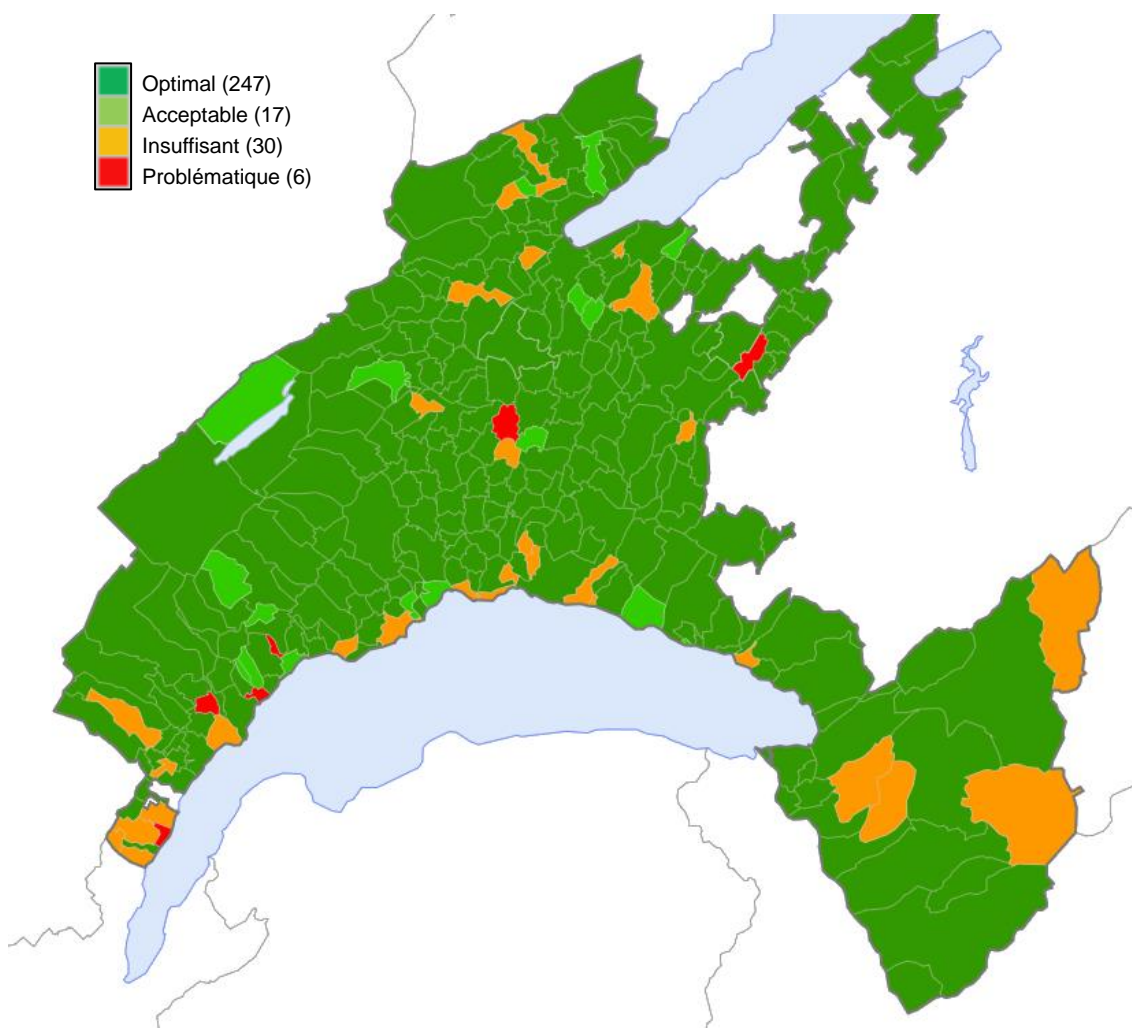 Optimal (247)
Acceptable (17)
Insuffisant (30)
Problématique (6)